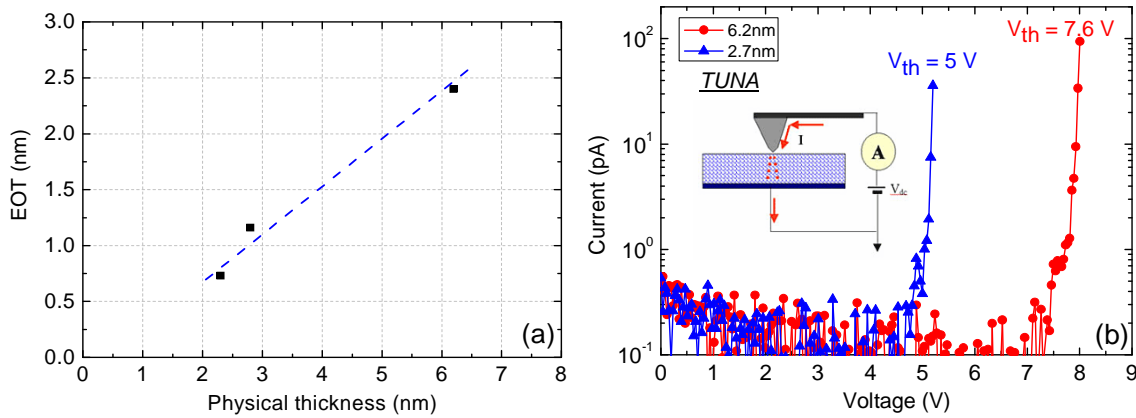 3.0
2.5
2.0
1.5
1.0
0.5
0.0
EOT (nm)
0 1 2 3 4 5 6 7 8
Physical thickness (nm)
(a)
6.2nm
2.7nm
TUNA
V_th = 5 V
V_th = 7.6 V
I
A
V_dc
10^2
10^1
10^0
10^-1
Current (pA)
0 1 2 3 4 5 6 7 8 9
Voltage (V)
(b)